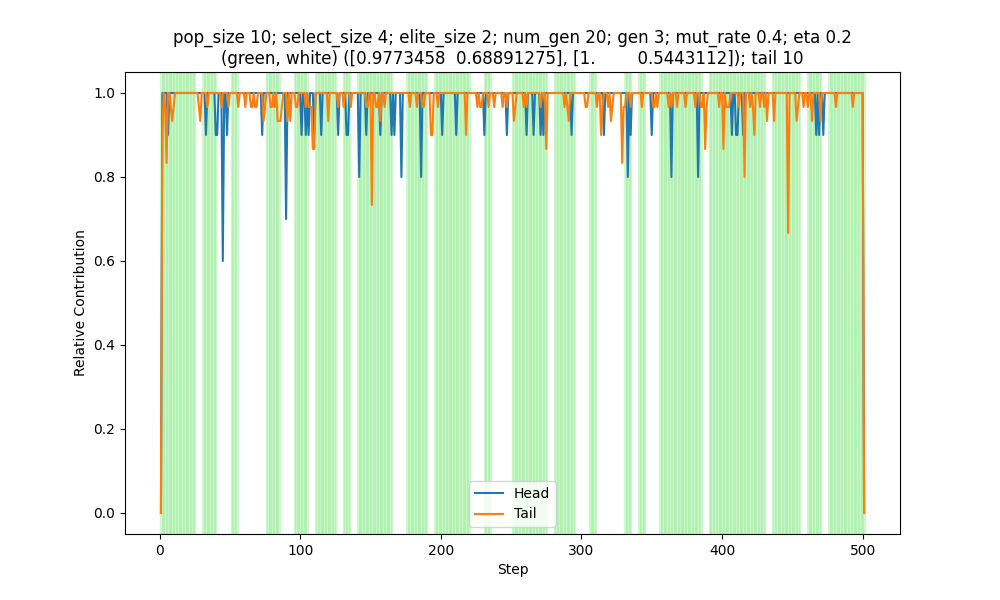 pop_size 10; select_size 4; elite_size 2; num_gen 20; gen 3; mut_rate 0.4; eta 0.2
(green, white) ([0.9773458 0.68891275], [1. 0.5443112]); tail 10
1.0
0.8
0.6
0.4
0.2
0.0
Relative Contribution
Head
Tail
0
100
200
300
400
500
Step